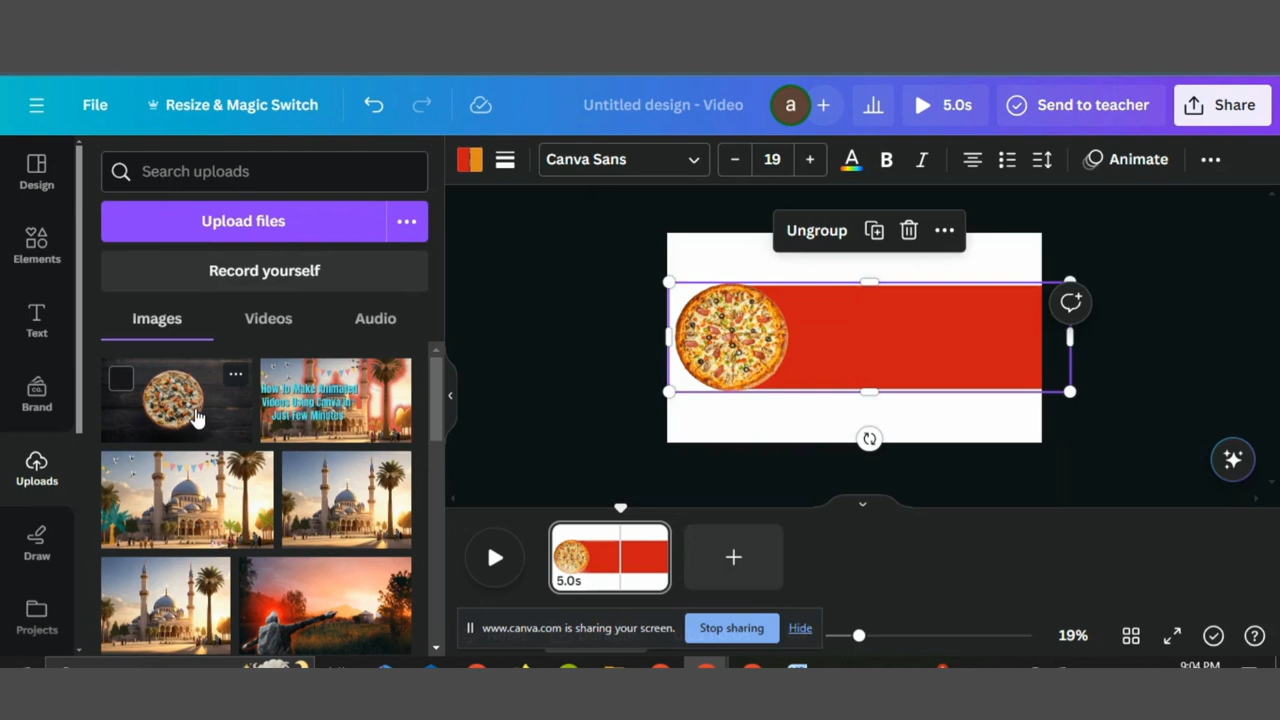 File
Resize & Magic Switch
Untitled design - Video
a
5.0s
Send to teacher
Share
Design
Elements
Text
Brand
Uploads
Draw
Projects
Search uploads
Upload files
Record yourself
Images
Videos
Audio
How To Make Animated
Videos Using Canva in
Just Few Minutes
Canva Sans
19
A
B
I
Animate
Ungroup
5.0s
www.canva.com is sharing your screen.
Stop sharing
Hide
19%
9:04 PM